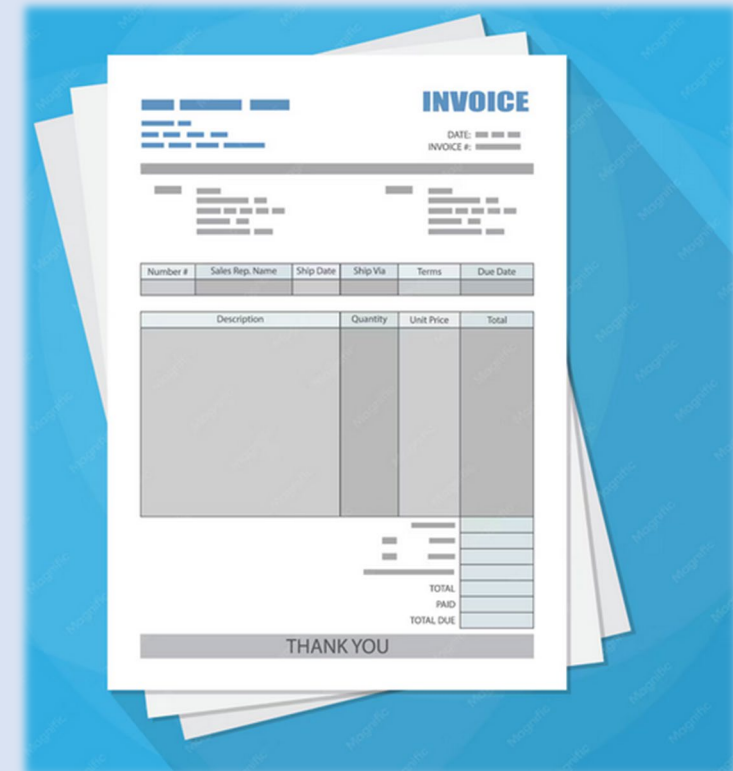 INVOICE
DATE:
INVOICE #:
Number # Sales Rep. Name Ship Date Ship Via Terms Due Date
Description Quantity Unit Price Total
TOTAL
PAID
TOTAL DUE
THANK YOU
Magnific